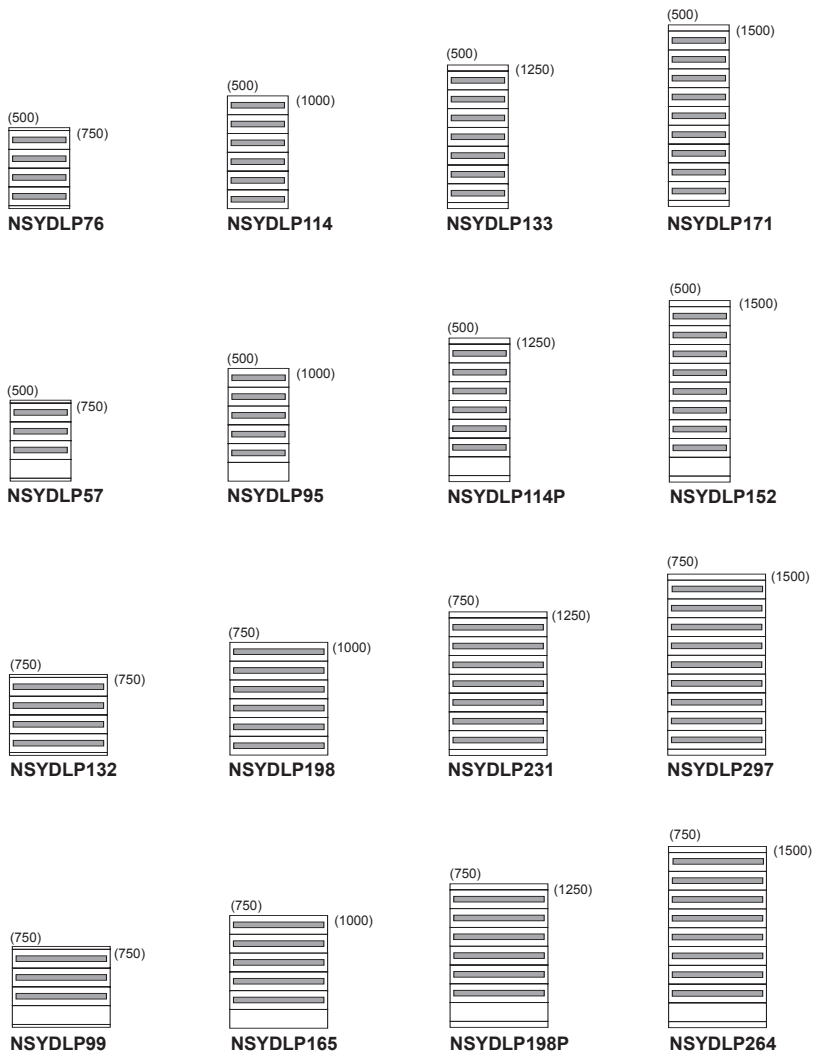 (500)
(1500)
(500)
(1250)
(500)
(1000)
(500)
(750)
NSYDLP76
NSYDLP114
NSYDLP133
NSYDLP171
(500)
(1500)
(500)
(1250)
(500)
(1000)
(500)
(750)
NSYDLP57
NSYDLP95
NSYDLP114P
NSYDLP152
(750)
(1500)
(750)
(1250)
(750)
(1000)
(750)
(750)
NSYDLP132
NSYDLP198
NSYDLP231
NSYDLP297
(750)
(1500)
(750)
(1250)
(750)
(1000)
(750)
(750)
NSYDLP99
NSYDLP165
NSYDLP198P
NSYDLP264